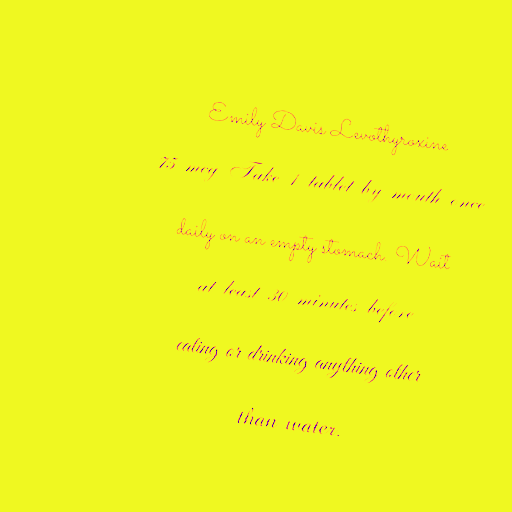 Emily Davis Levothyroxine
75 mcg Take 1 tablet by mouth once
daily on an empty stomach. Wait
at least 30 minutes before
eating or drinking anything other
than water.